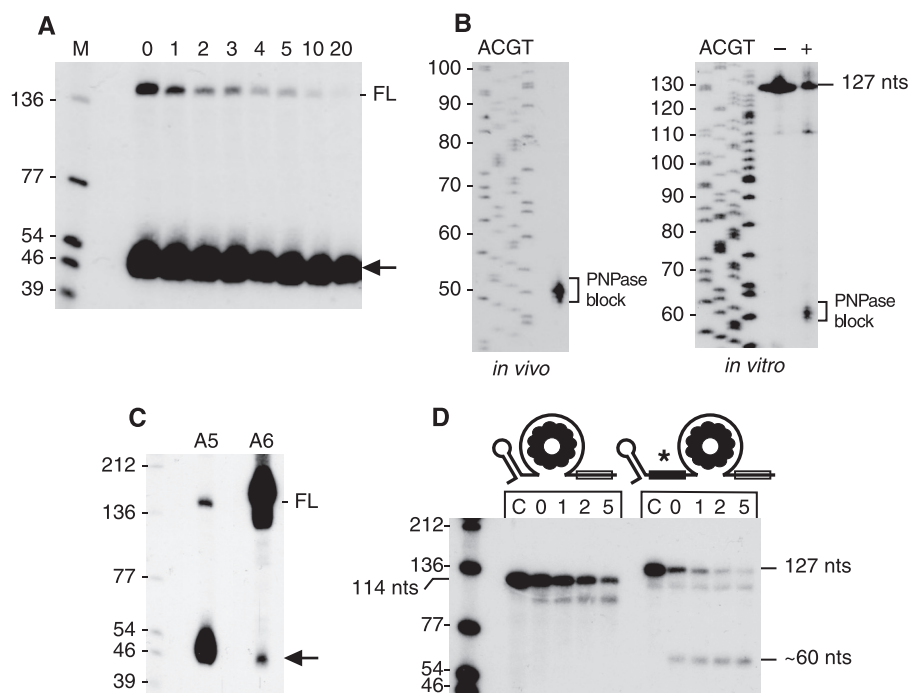 A
M 0 1 2 3 4 5 10 20
136
FL
77
54
46
39
B
ACGT
100
90
80
70
60
50
PNPase
block
in vivo
ACGT – +
130
127 nts
120
110
100
90
80
70
60
PNPase
block
in vitro
C
A5 A6
212
FL
136
77
54
46
39
D
*
C 0 1 2 5 C 0 1 2 5
212
136
127 nts
114 nts
77
~60 nts
54
46